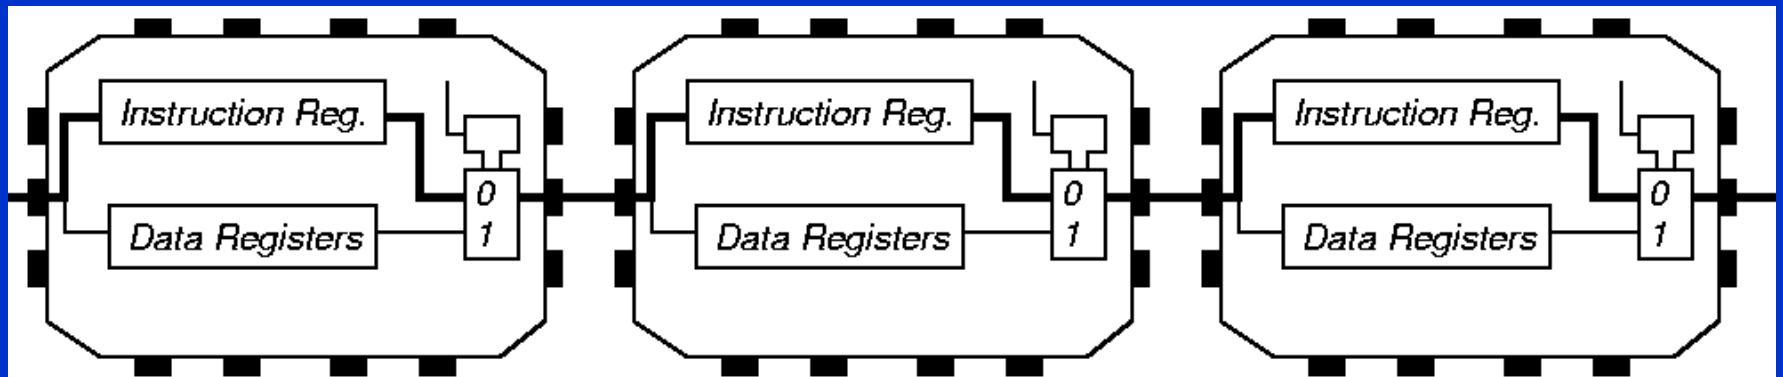 Instruction Reg.
0
Data Registers
1
Instruction Reg.
0
Data Registers
1
Instruction Reg.
0
Data Registers
1